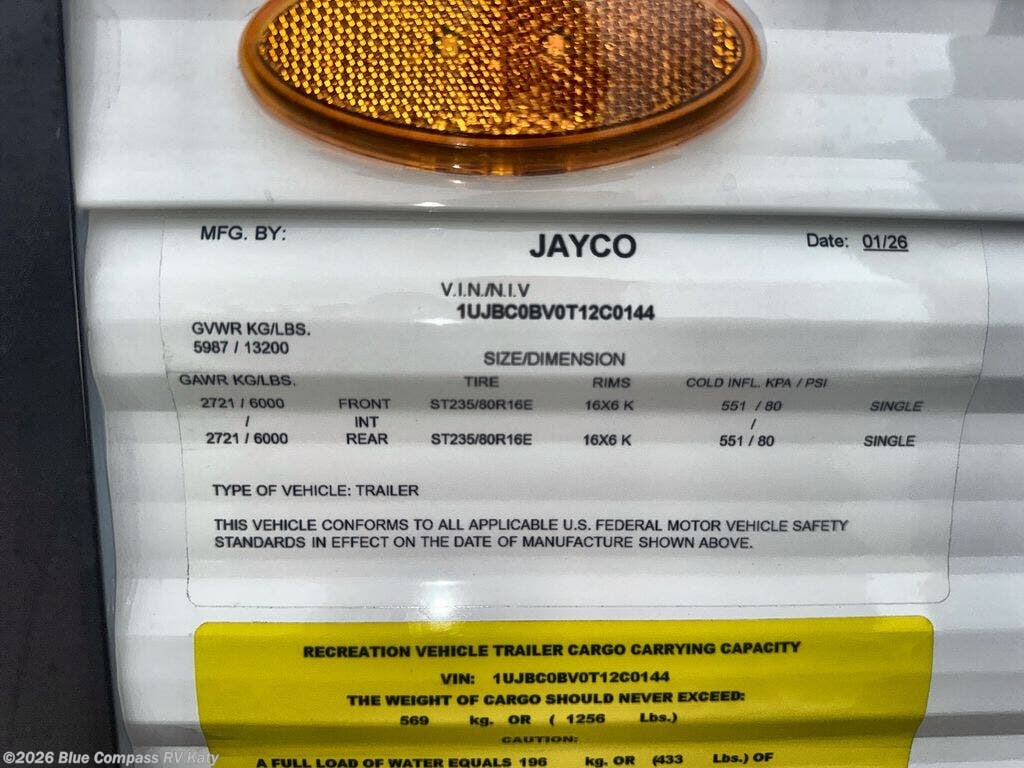 MFG. BY: JAYCO Date: 01/26
V.I.N./N.I.V
1UJBC0BV0T12C0144
GVWR KG/LBS.
5987 / 13200
SIZE/DIMENSION
GAWR KG/LBS. TIRE RIMS COLD INFL. KPA / PSI
2721 / 6000 FRONT ST235/80R16E 16X6 K 551 / 80 SINGLE
/ INT /
2721 / 6000 REAR ST235/80R16E 16X6 K 551 / 80 SINGLE
TYPE OF VEHICLE: TRAILER
THIS VEHICLE CONFORMS TO ALL APPLICABLE U.S. FEDERAL MOTOR VEHICLE SAFETY
STANDARDS IN EFFECT ON THE DATE OF MANUFACTURE SHOWN ABOVE.
RECREATION VEHICLE TRAILER CARGO CARRYING CAPACITY
VIN: 1UJBC0BV0T12C0144
THE WEIGHT OF CARGO SHOULD NEVER EXCEED:
569 kg. OR ( 1256 Lbs.)
CAUTION:
A FULL LOAD OF WATER EQUALS 196 kg. OR (433 Lbs.) OF
©2026 Blue Compass RV Katy